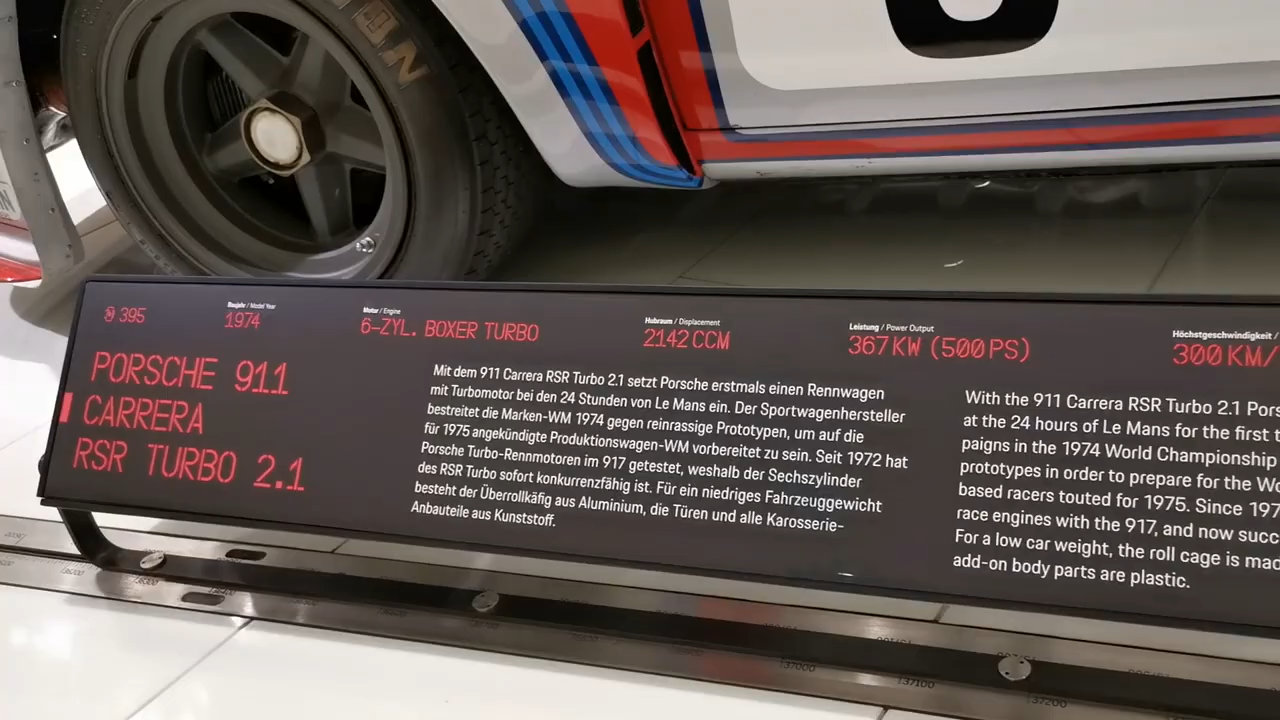 395
Baujahr / Model Year
1974
Motor / Engine
6-ZYL. BOXER TURBO
Hubraum / Displacement
2142 CCM
Leistung / Power Output
367 KW (500 PS)
Höchstgeschwindigkeit /
300 KM/
PORSCHE 911
CARRERA
RSR TURBO 2.1
Mit dem 911 Carrera RSR Turbo 2.1 setzt Porsche erstmals einen Rennwagen
mit Turbomotor bei den 24 Stunden von Le Mans ein. Der Sportwagenhersteller
bestreitet die Marken-WM 1974 gegen reinrassige Prototypen, um auf die
für 1975 angekündigte Produktionswagen-WM vorbereitet zu sein. Seit 1972 hat
Porsche Turbo-Rennmotoren im 917 getestet, weshalb der Sechszylinder
des RSR Turbo sofort konkurrenzfähig ist. Für ein niedriges Fahrzeuggewicht
besteht der Überrollkäfig aus Aluminium, die Türen und alle Karosserie-
Anbauteile aus Kunststoff.
With the 911 Carrera RSR Turbo 2.1 Pors
at the 24 hours of Le Mans for the first t
paigns in the 1974 World Championship
prototypes in order to prepare for the Wo
based racers touted for 1975. Since 197
race engines with the 917, and now succ
For a low car weight, the roll cage is mad
add-on body parts are plastic.
37000
37100
37200